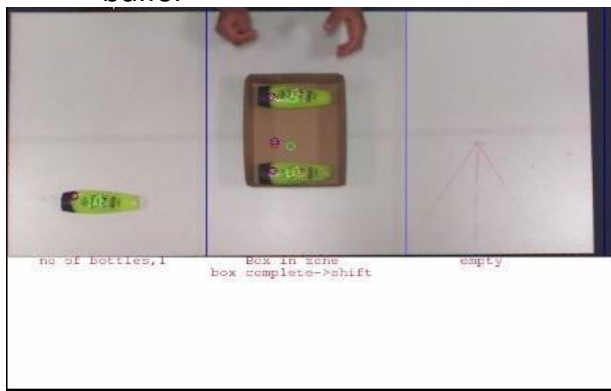 no of bottles,1
Box in zone
box complete->shift
empty